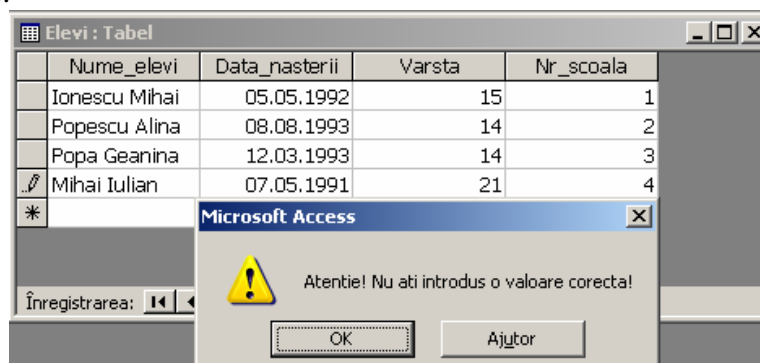 Elevi : Tabel
Nume_elevi Data_nasterii Varsta Nr_scoala
Ionescu Mihai 05.05.1992 15 1
Popescu Alina 08.08.1993 14 2
Popa Geanina 12.03.1993 14 3
Mihai Iulian 07.05.1991 21 4
Microsoft Access
Atentie! Nu ati introdus o valoare corecta!
Înregistrarea:
OK Ajutor